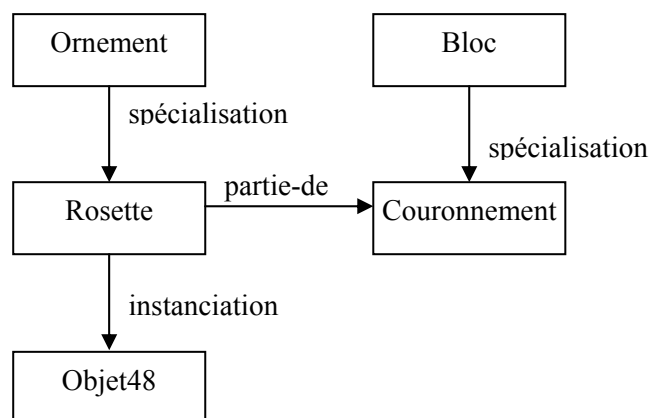 Ornement
Bloc
spécialisation
spécialisation
partie-de
Rosette
Couronnement
instanciation
Objet48